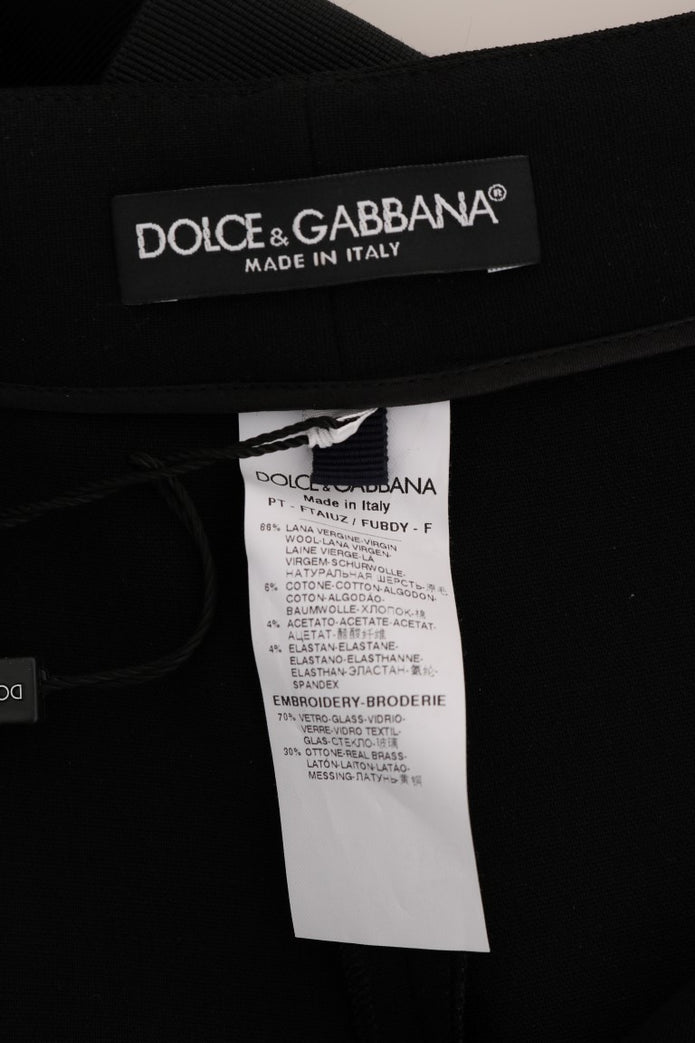 DOLCE & GABBANA®
MADE IN ITALY
DOLCE & GABBANA
Made in Italy
PT - FTAIUZ / FUBDY - F
86% LANA VERGINE-VIRGIN
WOOL-LANA VIRGEN-
LAINE VIERGE-LÃ
VIRGEM-SCHURWOLLE-
НАТУРАЛЬНАЯ ШЕРСТЬ-原毛
6% COTONE-COTTON-ALGODON-
COTON-ALGODÃO-
BAUMWOLLE-ХЛОПОК-棉
4% ACETATO-ACETATE-ACETAT-
АЦЕТАТ-醋酸纤维
4% ELASTAN-ELASTANE-
ELASTANO-ELASTHANNE-
ELASTHAN-ЭЛАСТАН-氨纶-
SPANDEX
EMBROIDERY-BRODERIE
70% VETRO-GLASS-VIDRIO-
VERRE-VIDRO TEXTIL-
GLAS-СТЕКЛО-玻璃
30% OTTONE-REAL BRASS-
LATÓN-LAITON-LATÃO-
MESSING-ЛАТУНЬ-黄铜
DO